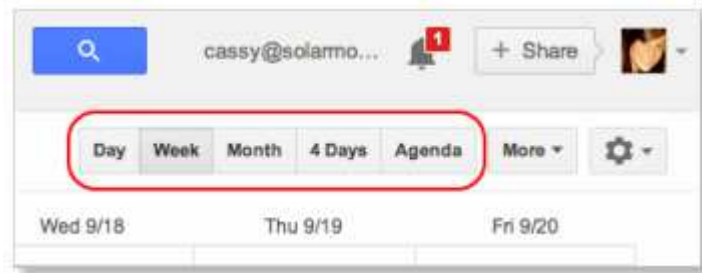 cassy@solarmo... 1 + Share
Day Week Month 4 Days Agenda More
Wed 9/18 Thu 9/19 Fri 9/20